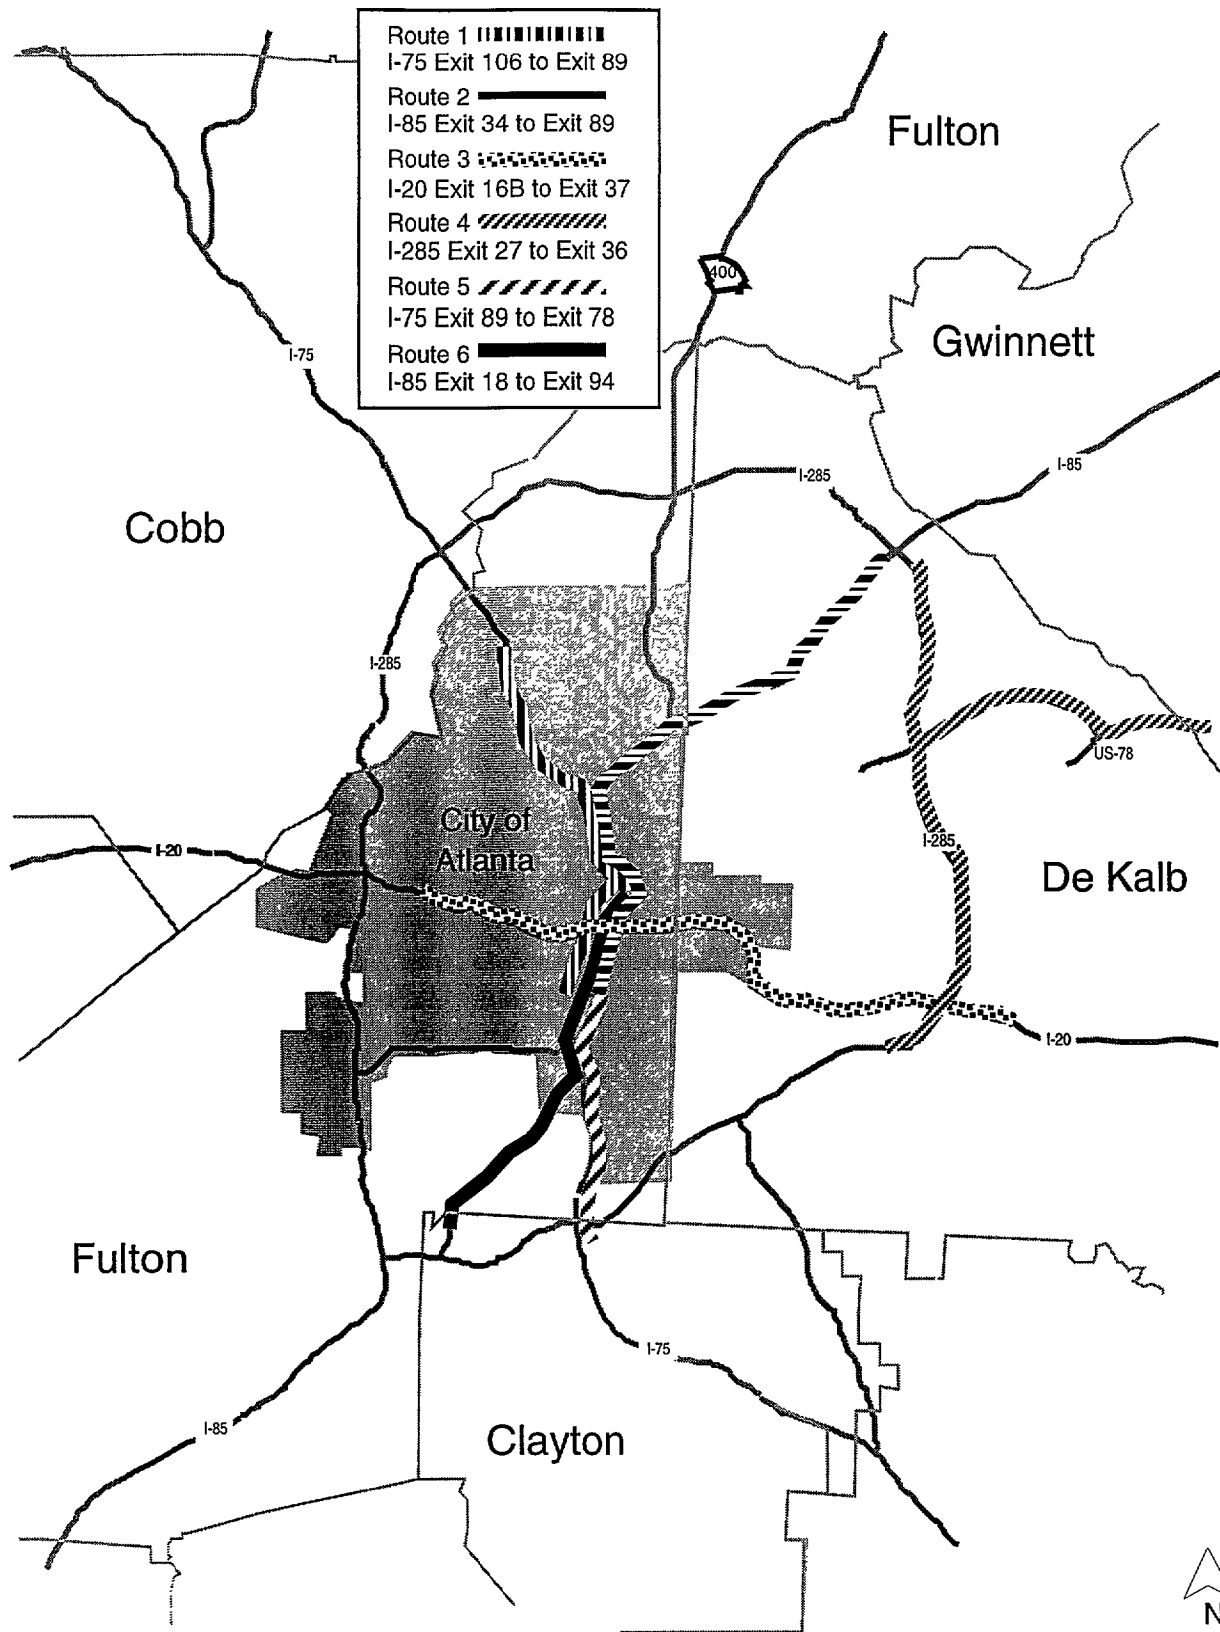 Route 1
I-75 Exit 106 to Exit 89
Route 2
I-85 Exit 34 to Exit 89
Route 3
I-20 Exit 16B to Exit 37
Route 4
I-285 Exit 27 to Exit 36
Route 5
I-75 Exit 89 to Exit 78
Route 6
I-85 Exit 18 to Exit 94
Fulton
400
Gwinnett
I-75
I-85
I-285
Cobb
I-285
US-78
City of
Atlanta
I-285
I-20
De Kalb
I-20
Fulton
I-75
I-85
Clayton
N